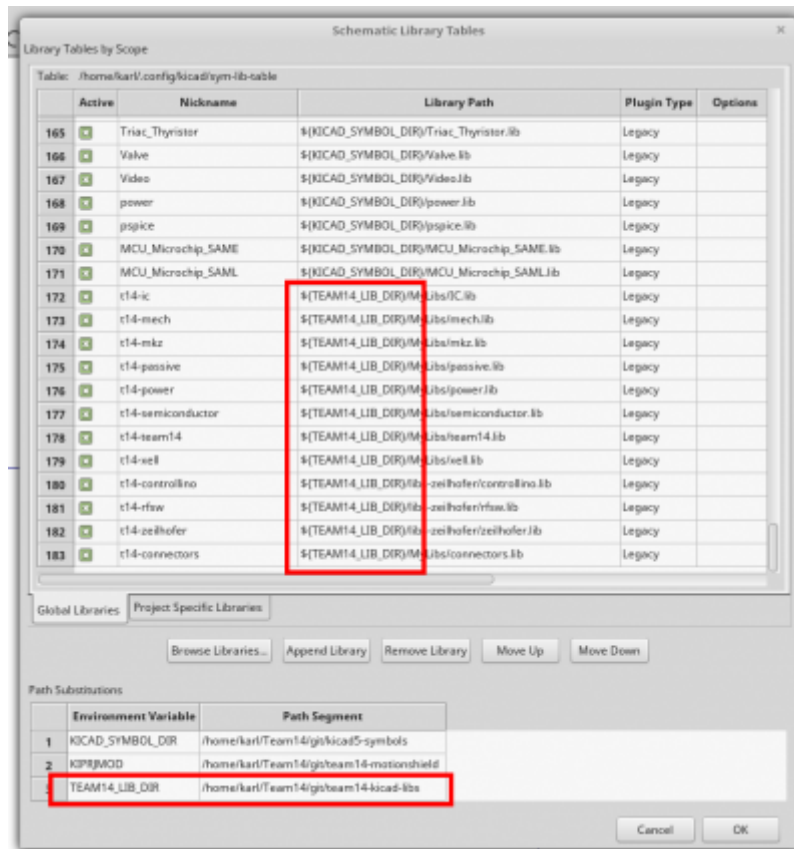 Schematic Library Tables
Library Tables by Scope
Table: /home/karl/.config/kicad/sym-lib-table
Active Nickname Library Path Plugin Type Options
165 Triac_Thyristor ${KICAD_SYMBOL_DIR}/Triac_Thyristor.lib Legacy
166 Valve ${KICAD_SYMBOL_DIR}/Valve.lib Legacy
167 Video ${KICAD_SYMBOL_DIR}/Video.lib Legacy
168 power ${KICAD_SYMBOL_DIR}/power.lib Legacy
169 pspice ${KICAD_SYMBOL_DIR}/pspice.lib Legacy
170 MCU_Microchip_SAME ${KICAD_SYMBOL_DIR}/MCU_Microchip_SAME.lib Legacy
171 MCU_Microchip_SAML ${KICAD_SYMBOL_DIR}/MCU_Microchip_SAML.lib Legacy
172 t14-ic ${TEAM14_LIB_DIR}/MyLibs/IC.lib Legacy
173 t14-mech ${TEAM14_LIB_DIR}/MyLibs/mech.lib Legacy
174 t14-mkz ${TEAM14_LIB_DIR}/MyLibs/mkz.lib Legacy
175 t14-passive ${TEAM14_LIB_DIR}/MyLibs/passive.lib Legacy
176 t14-power ${TEAM14_LIB_DIR}/MyLibs/power.lib Legacy
177 t14-semiconductor ${TEAM14_LIB_DIR}/MyLibs/semiconductor.lib Legacy
178 t14-team14 ${TEAM14_LIB_DIR}/MyLibs/team14.lib Legacy
179 t14-xell ${TEAM14_LIB_DIR}/MyLibs/xell.lib Legacy
180 t14-controllino ${TEAM14_LIB_DIR}/libs-zeilhofer/controllino.lib Legacy
181 t14-rfsw ${TEAM14_LIB_DIR}/libs-zeilhofer/rfsw.lib Legacy
182 t14-zeilhofer ${TEAM14_LIB_DIR}/libs-zeilhofer/zeilhofer.lib Legacy
183 t14-connectors ${TEAM14_LIB_DIR}/MyLibs/connectors.lib Legacy
Global Libraries Project Specific Libraries
Browse Libraries... Append Library Remove Library Move Up Move Down
Path Substitutions
Environment Variable Path Segment
1 KICAD_SYMBOL_DIR /home/karl/Team14/git/kicad5-symbols
2 KIPRJMOD /home/karl/Team14/git/team14-motionshield
3 TEAM14_LIB_DIR /home/karl/Team14/git/team14-kicad-libs
Cancel OK